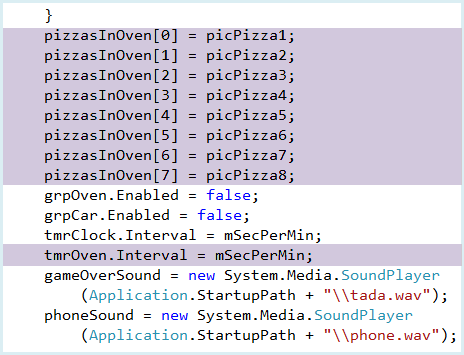 }
pizzasInOven[0] = picPizza1;
pizzasInOven[1] = picPizza2;
pizzasInOven[2] = picPizza3;
pizzasInOven[3] = picPizza4;
pizzasInOven[4] = picPizza5;
pizzasInOven[5] = picPizza6;
pizzasInOven[6] = picPizza7;
pizzasInOven[7] = picPizza8;
grpOven.Enabled = false;
grpCar.Enabled = false;
tmrClock.Interval = mSecPerMin;
tmrOven.Interval = mSecPerMin;
gameOverSound = new System.Media.SoundPlayer
(Application.StartupPath + "\\tada.wav");
phoneSound = new System.Media.SoundPlayer
(Application.StartupPath + "\\phone.wav");